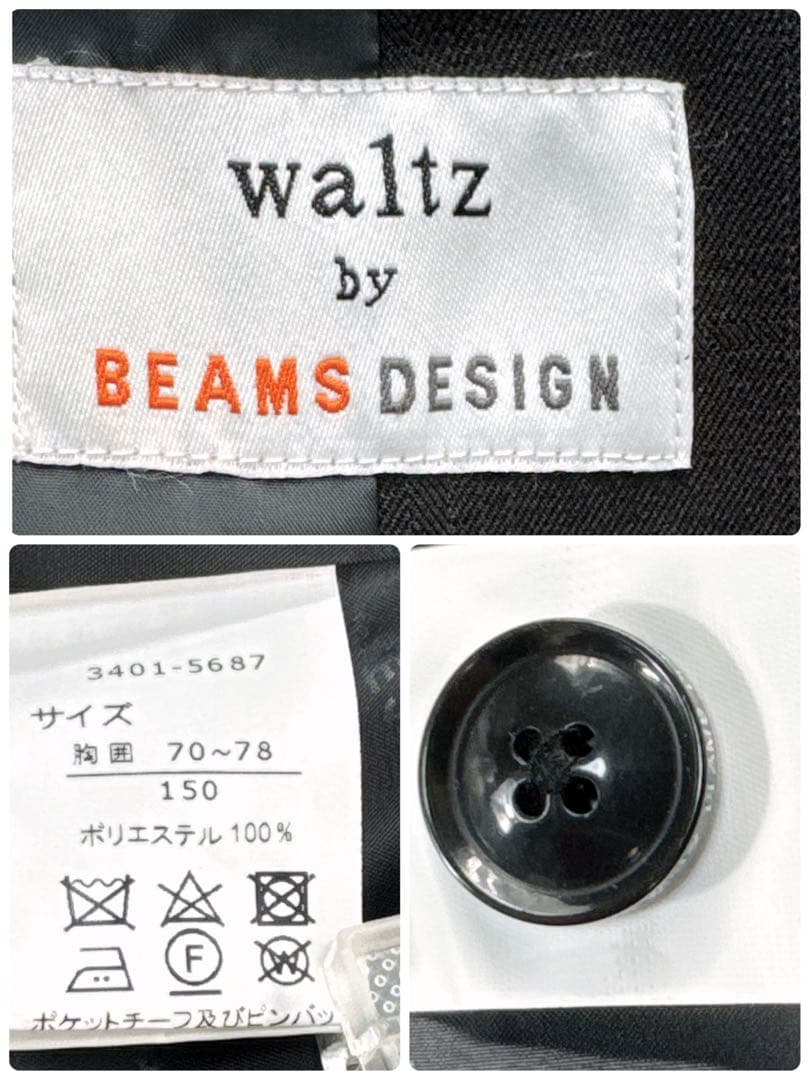 waltz
by
BEAMS DESIGN
3401-5687
サイズ
胸囲 70~78
150
ポリエステル 100%
F
W
ポケットチーフ及びピンバッ